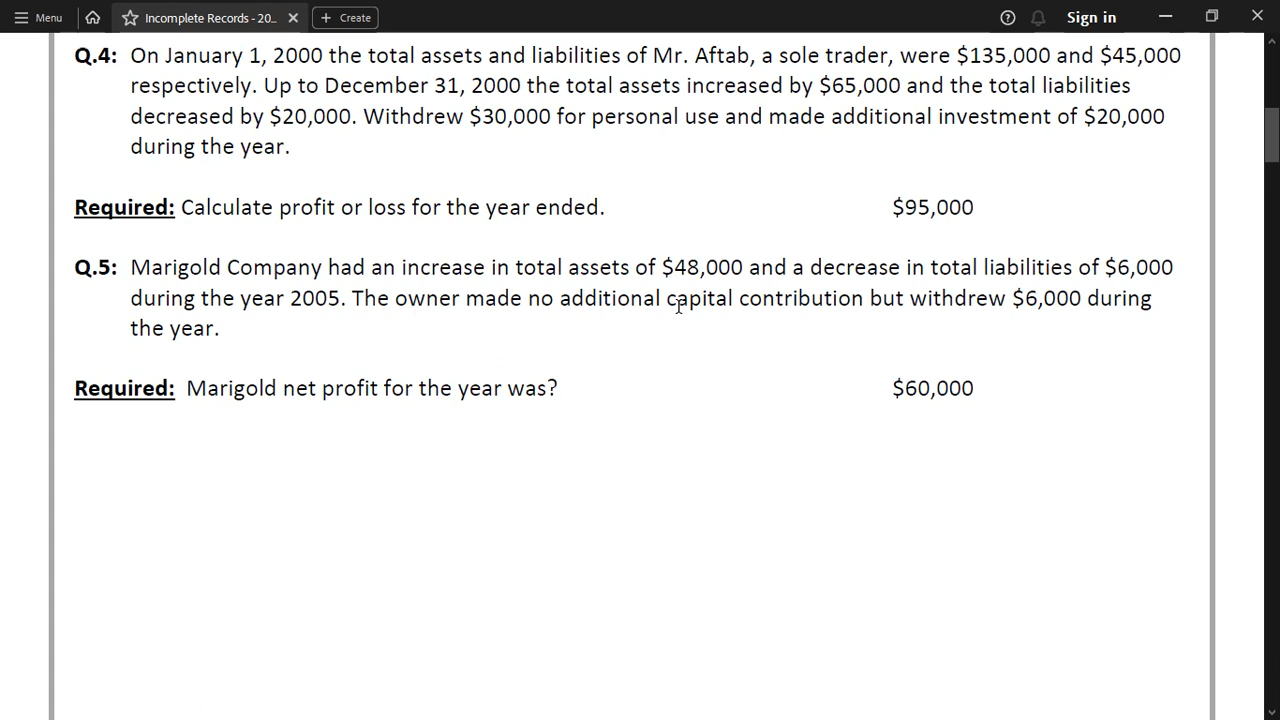 Menu
Incomplete Records - 20...
Create
Sign in
Q.4: On January 1, 2000 the total assets and liabilities of Mr. Aftab, a sole trader, were $135,000 and $45,000
respectively. Up to December 31, 2000 the total assets increased by $65,000 and the total liabilities
decreased by $20,000. Withdrew $30,000 for personal use and made additional investment of $20,000
during the year.
Required: Calculate profit or loss for the year ended. $95,000
Q.5: Marigold Company had an increase in total assets of $48,000 and a decrease in total liabilities of $6,000
during the year 2005. The owner made no additional capital contribution but withdrew $6,000 during
the year.
Required: Marigold net profit for the year was? $60,000